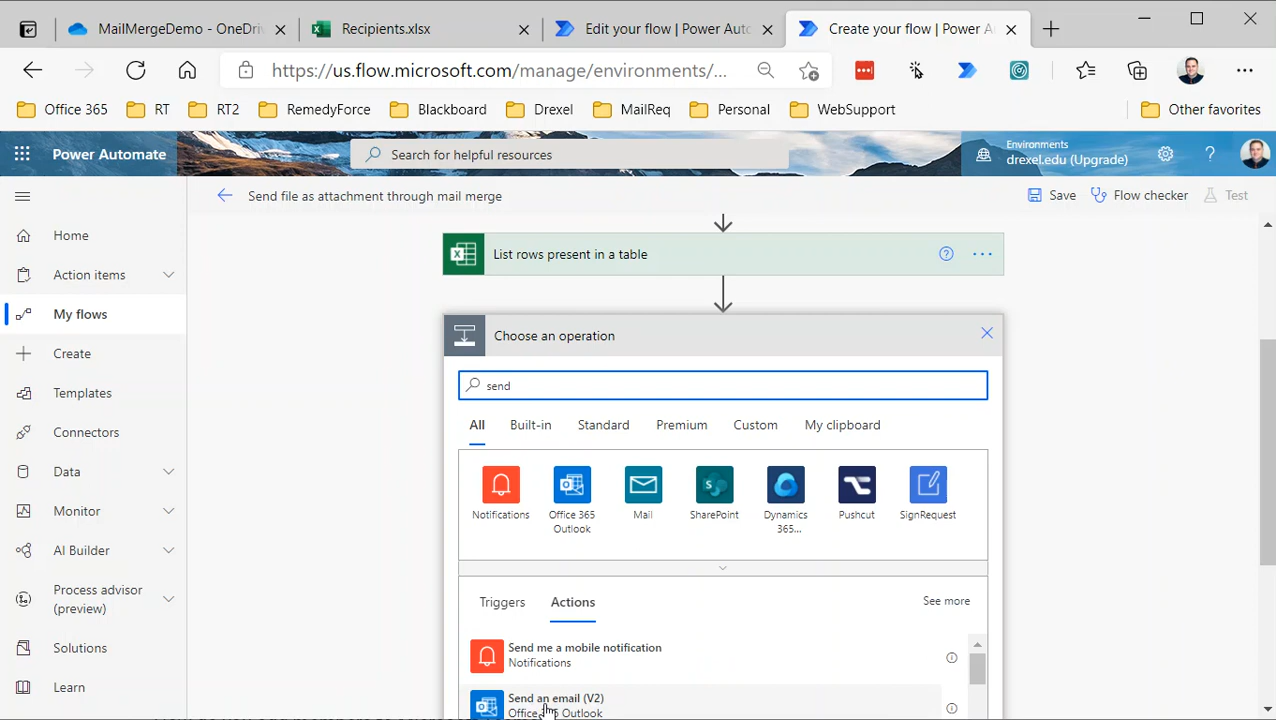 MailMergeDemo - OneDriv
Recipients.xlsx
Edit your flow | Power Auto
Create your flow | Power A
https://us.flow.microsoft.com/manage/environments/...
Office 365
RT
RT2
RemedyForce
Blackboard
Drexel
MailReq
Personal
WebSupport
Other favorites
Power Automate
Search for helpful resources
Environments
drexel.edu (Upgrade)
Send file as attachment through mail merge
Save
Flow checker
Test
Home
Action items
My flows
Create
Templates
Connectors
Data
Monitor
AI Builder
Process advisor
(preview)
Solutions
Learn
List rows present in a table
Choose an operation
send
All
Built-in
Standard
Premium
Custom
My clipboard
Notifications
Office 365
Outlook
Mail
SharePoint
Dynamics
365...
Pushcut
SignRequest
Triggers
Actions
See more
Send me a mobile notification
Notifications
Send an email (V2)
Outlook